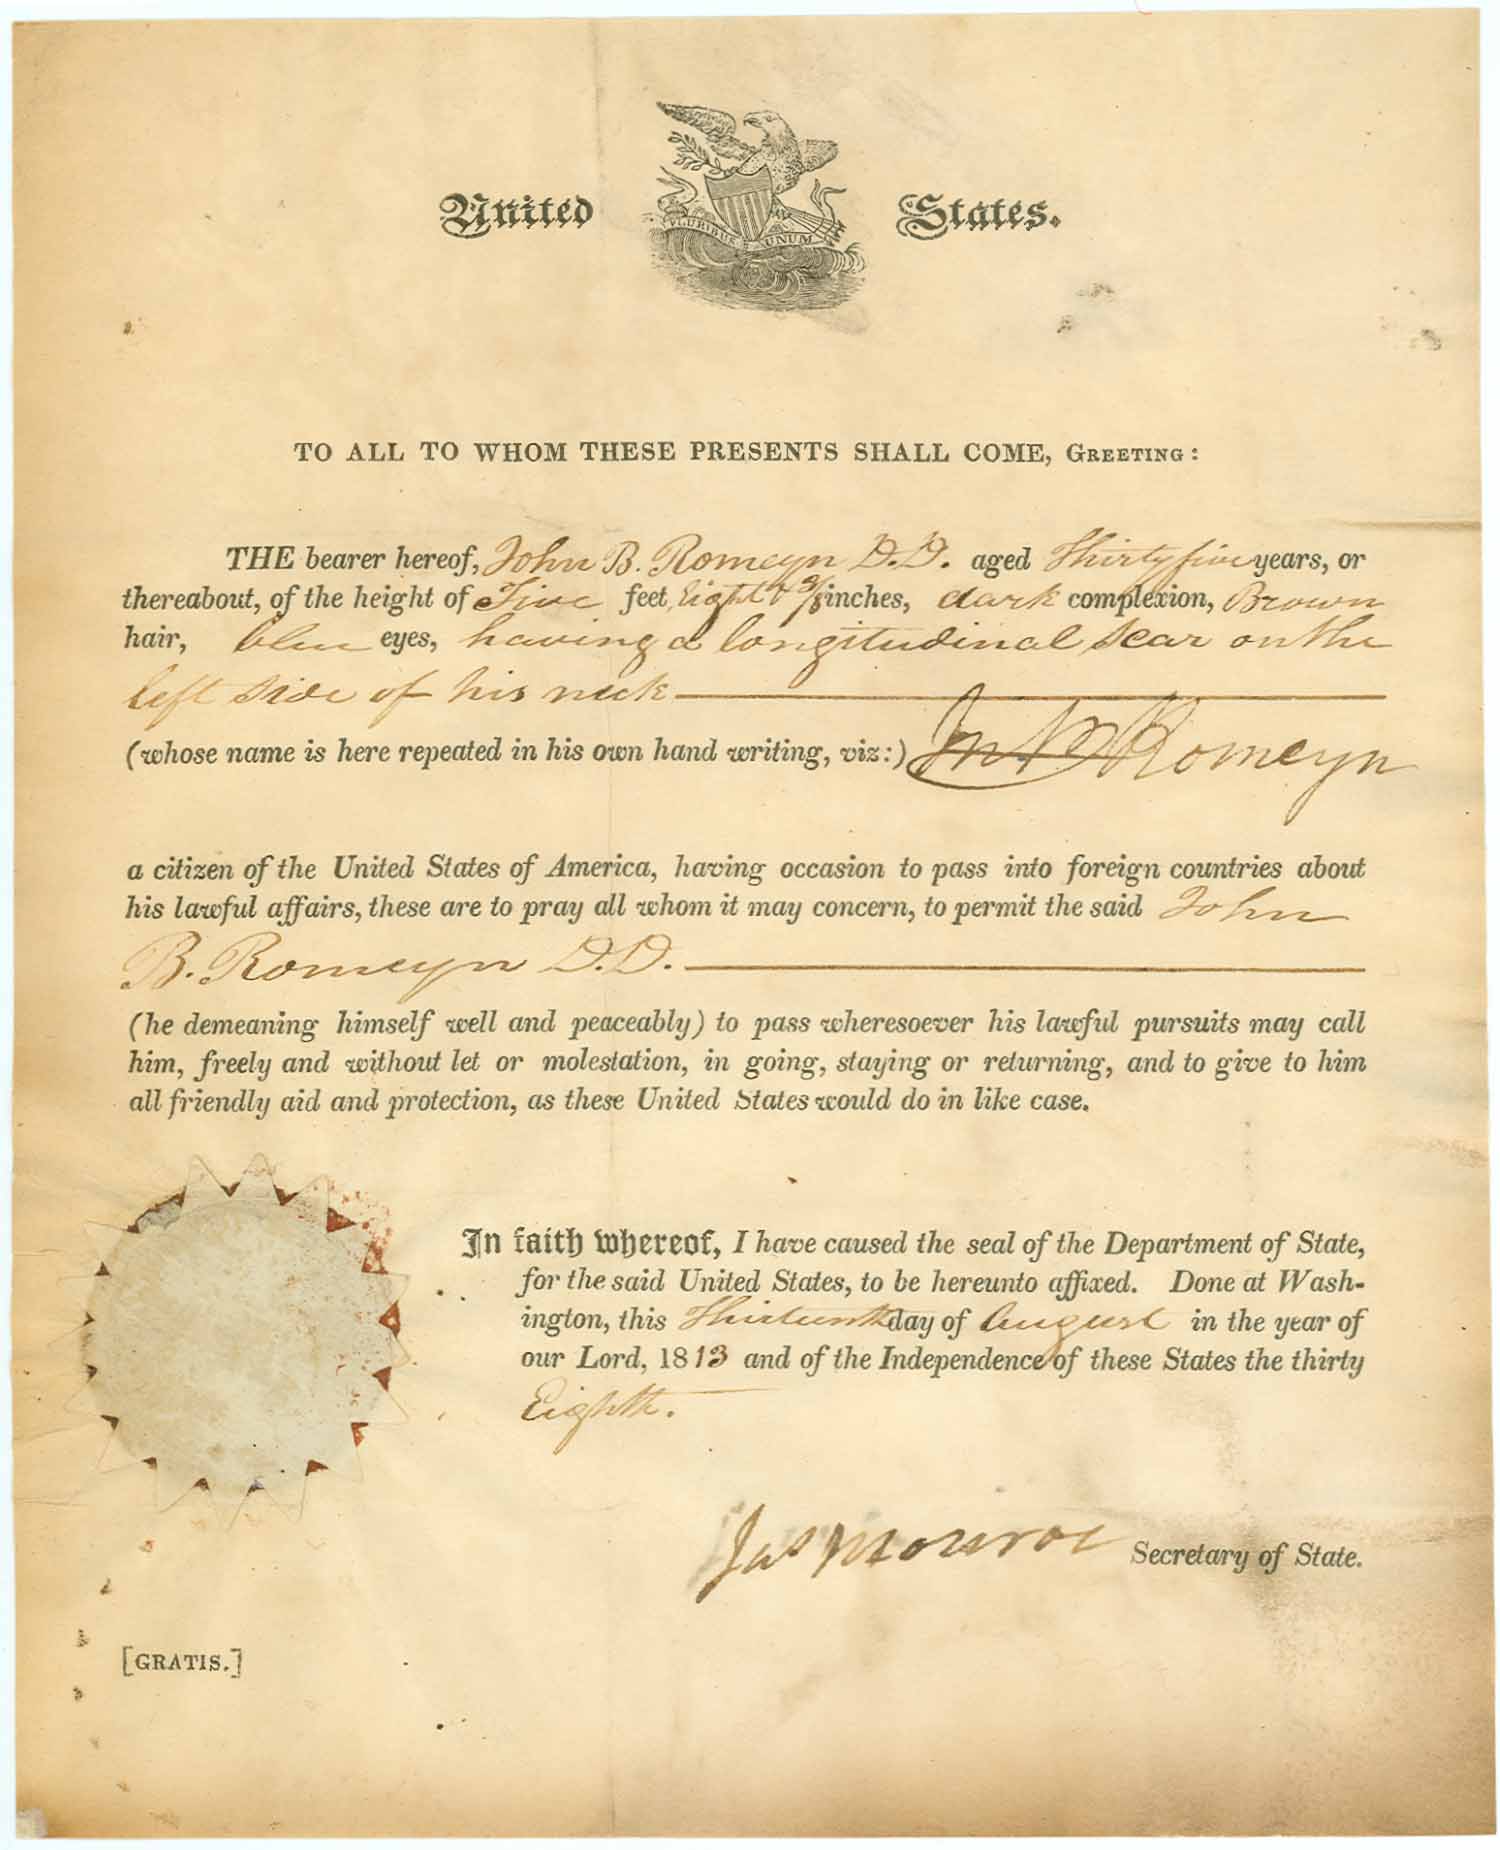 United States.
PLURIBUS UNUM
TO ALL TO WHOM THESE PRESENTS SHALL COME, GREETING:
THE bearer hereof, John B. Romeyn D.D. aged Thirty five years, or
thereabout, of the height of Five feet Eight & 3/8 inches, dark complexion, Brown
hair, blue eyes, having a longitudinal scar on the
left side of his neck
(whose name is here repeated in his own hand writing, viz:) Jn B Romeyn
a citizen of the United States of America, having occasion to pass into foreign countries about
his lawful affairs, these are to pray all whom it may concern, to permit the said John
B. Romeyn D.D.
(he demeaning himself well and peaceably) to pass wheresoever his lawful pursuits may call
him, freely and without let or molestation, in going, staying or returning, and to give to him
all friendly aid and protection, as these United States would do in like case.
In faith whereof, I have caused the seal of the Department of State,
for the said United States, to be hereunto affixed. Done at Wash-
ington, this Thirteenth day of August in the year of
our Lord, 1813 and of the Independence of these States the thirty
Eighth.
Jas Monroe Secretary of State.
[GRATIS.]